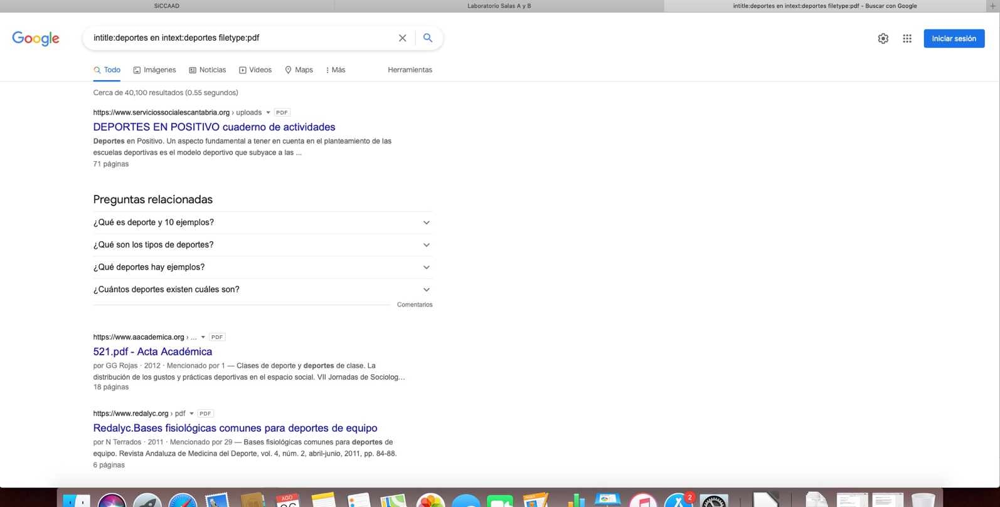 SiCCAAD
Laboratorio Salas A y B
intitle:deportes en intext:deportes filetype:pdf - Buscar con Google
Google
intitle:deportes en intext:deportes filetype:pdf
Iniciar sesión
Todo
Imágenes
Noticias
Vídeos
Maps
Más
Herramientas
Cerca de 40,100 resultados (0.55 segundos)
https://www.serviciossocialescantabria.org › uploads PDF
DEPORTES EN POSITIVO cuaderno de actividades
Deportes en Positivo. Un aspecto fundamental a tener en cuenta en el planteamiento de las
escuelas deportivas es el modelo deportivo que subyace a las ...
71 páginas
Preguntas relacionadas
¿Qué es deporte y 10 ejemplos?
¿Qué son los tipos de deportes?
¿Qué deportes hay ejemplos?
¿Cuántos deportes existen cuáles son?
Comentarios
https://www.aacademica.org › ... PDF
521.pdf - Acta Académica
por GG Rojas · 2012 · Mencionado por 1 — Clases de deporte y deportes de clase. La
distribución de los gustos y prácticas deportivas en el espacio social. VII Jornadas de Sociolog...
18 páginas
https://www.redalyc.org › pdf PDF
Redalyc.Bases fisiológicas comunes para deportes de equipo
por N Terrados · 2011 · Mencionado por 29 — Bases fisiológicas comunes para deportes de
equipo. Revista Andaluza de Medicina del Deporte, vol. 4, núm. 2, abril-junio, 2011, pp. 84-88.
6 páginas
AGO
2